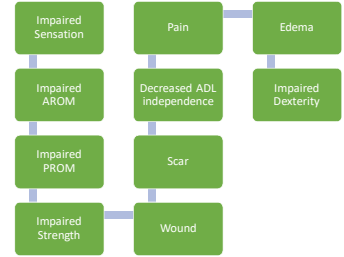 Impaired
Sensation
Impaired
AROM
Impaired
PROM
Impaired
Strength
Wound
Scar
Decreased ADL
independence
Pain
Edema
Impaired
Dexterity